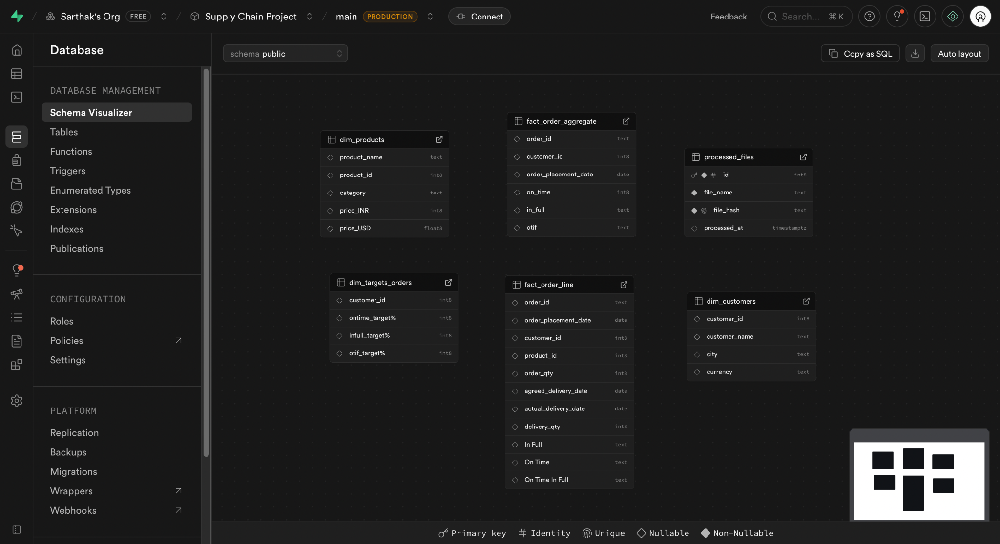 Sarthak's Org FREE Supply Chain Project main PRODUCTION Connect Feedback Search... ⌘K
Database
DATABASE MANAGEMENT
Schema Visualizer
Tables
Functions
Triggers
Enumerated Types
Extensions
Indexes
Publications
CONFIGURATION
Roles
Policies
Settings
PLATFORM
Replication
Backups
Migrations
Wrappers
Webhooks
schema public
Copy as SQL
Auto layout
dim_products
product_name text
product_id int8
category text
price_INR int8
price_USD float8
fact_order_aggregate
order_id text
customer_id int8
order_placement_date date
on_time int8
in_full text
otif text
processed_files
id int8
file_name text
file_hash text
processed_at timestamptz
dim_targets_orders
customer_id int8
ontime_target% int8
infull_target% int8
otif_target% int8
fact_order_line
order_id text
order_placement_date date
customer_id int8
product_id int8
order_qty int8
agreed_delivery_date date
actual_delivery_date date
delivery_qty int8
In Full text
On Time text
On Time In Full text
dim_customers
customer_id int8
customer_name text
city text
currency text
Primary key # Identity Unique Nullable Non-Nullable